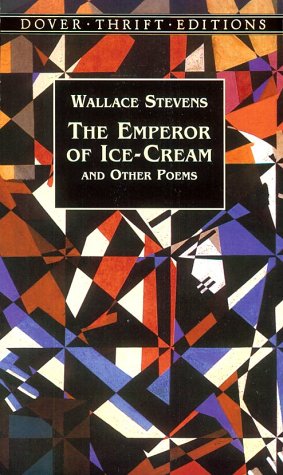 DOVER · THRIFT · EDITIONS
WALLACE STEVENS
THE EMPEROR
OF ICE-CREAM
AND OTHER POEMS